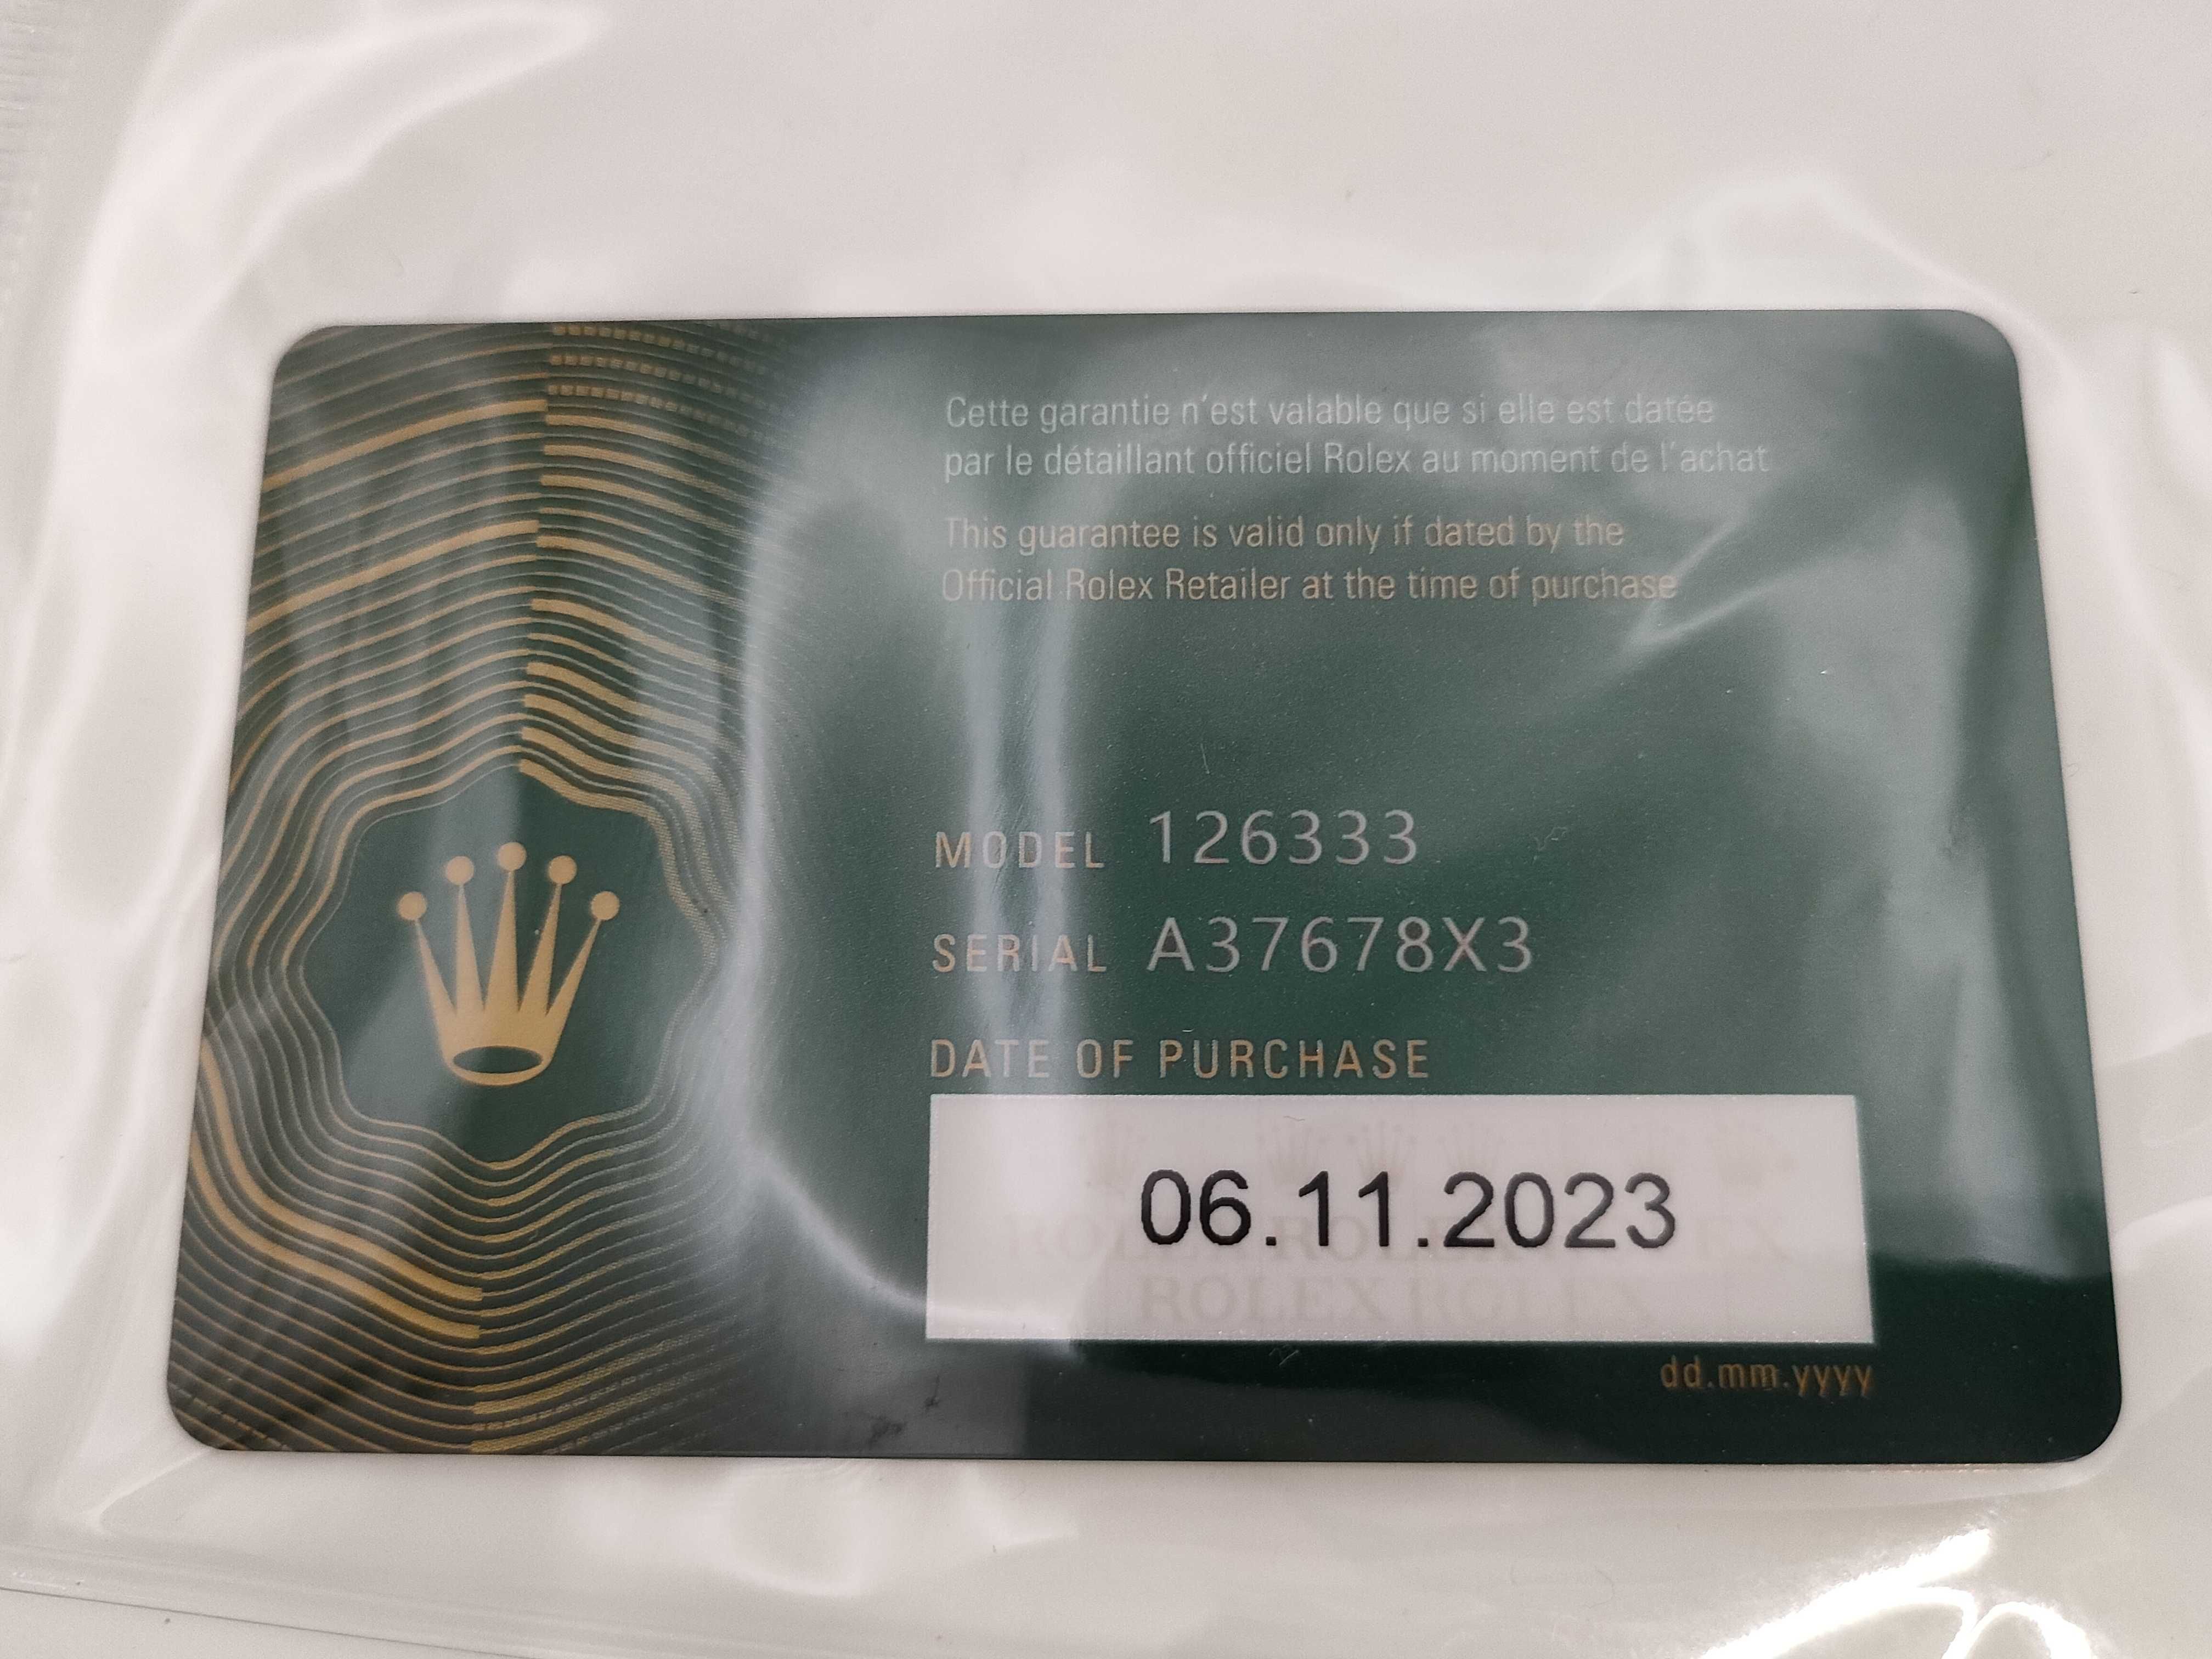 Cette garantie n'est valable que si elle est datée
par le détaillant officiel Rolex au moment de l'achat
This guarantee is valid only if dated by the
Official Rolex Retailer at the time of purchase
MODEL 126333
SERIAL A37678X3
DATE OF PURCHASE
06.11.2023
ROLEX ROLEX
dd.mm.yyyy